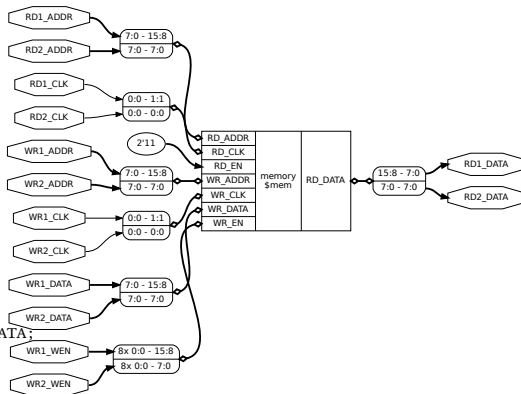 RD1_ADDR
7:0 - 15:8
RD2_ADDR
7:0 - 7:0
RD1_CLK
0:0 - 1:1
RD2_CLK
0:0 - 0:0
2'11
WR1_ADDR
7:0 - 15:8
WR2_ADDR
7:0 - 7:0
WR1_CLK
0:0 - 1:1
WR2_CLK
0:0 - 0:0
WR1_DATA
7:0 - 15:8
WR2_DATA
7:0 - 7:0
ATA;
WR1_WEN
8x 0:0 - 15:8
WR2_WEN
8x 0:0 - 7:0
RD_ADDR
RD_CLK
RD_EN
WR_ADDR
WR_CLK
WR_DATA
WR_EN
memory
$mem
RD_DATA
15:8 - 7:0
7:0 - 7:0
RD1_DATA
RD2_DATA